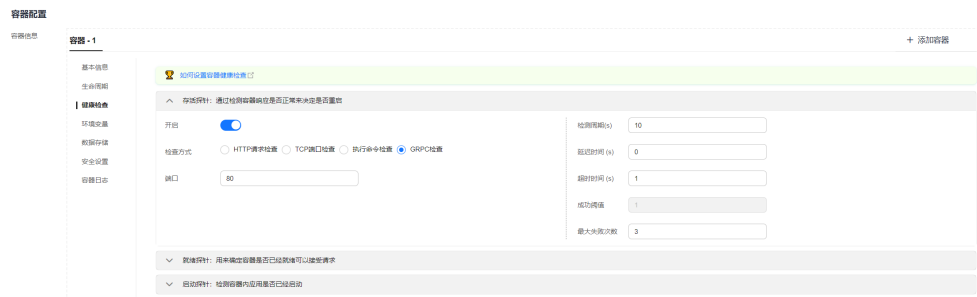 容器配置
容器信息
容器 - 1
+ 添加容器
基本信息
生命周期
健康检查
环境变量
数据存储
安全设置
容器日志
如何设置容器健康检查
存活探针：通过检测容器响应是否正常来决定是否重启
开启
检查方式
HTTP请求检查 TCP端口检查 执行命令检查 GRPC检查
端口 80
检测周期(s) 10
延迟时间 (s) 0
超时时间 (s) 1
成功阈值 1
最大失败次数 3
就绪探针：用来确定容器是否已经就绪可以接受请求
启动探针：检测容器内应用是否已经启动